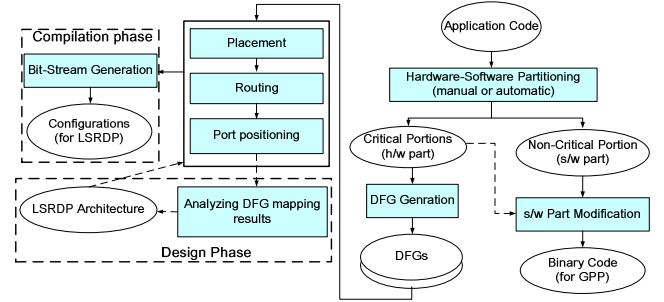 Compilation phase
Bit-Stream Generation
Configurations
(for LSRDP)
Placement
Routing
Port positioning
LSRDP Architecture
Analyzing DFG mapping
results
Design Phase
Application Code
Hardware-Software Partitioning
(manual or automatic)
Critical Portions
(h/w part)
Non-Critical Portion
(s/w part)
DFG Genration
s/w Part Modification
DFGs
Binary Code
(for GPP)